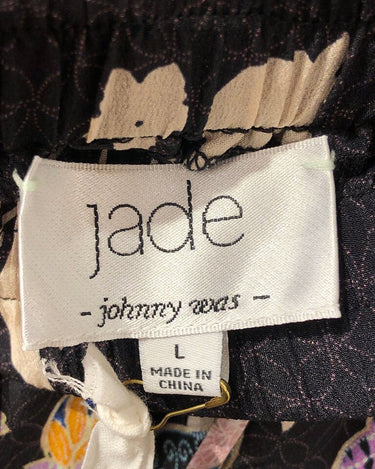 jade
- johnny was -
L
MADE IN
CHINA